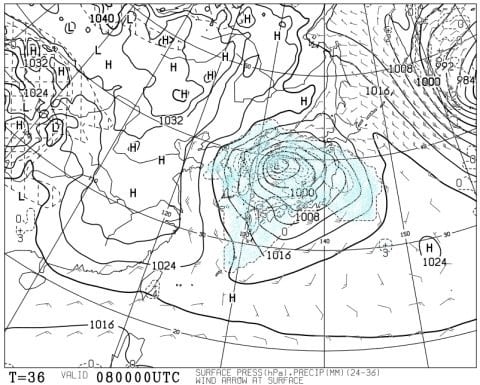 1040 L L H H
H L H H> H 1008 992
1032 H H 984
1024 H H 1016 1000
L H
H L 1032
H H
L H 1000
0 120 1008 150
+3 30 130 0 140 30 0
1024 1016 +3 H
1024
H
1016 20
T=36 VALID 080000UTC SURFACE PRESS(hPa),PRECIP(MM)(24-36)
WIND ARROW AT SURFACE